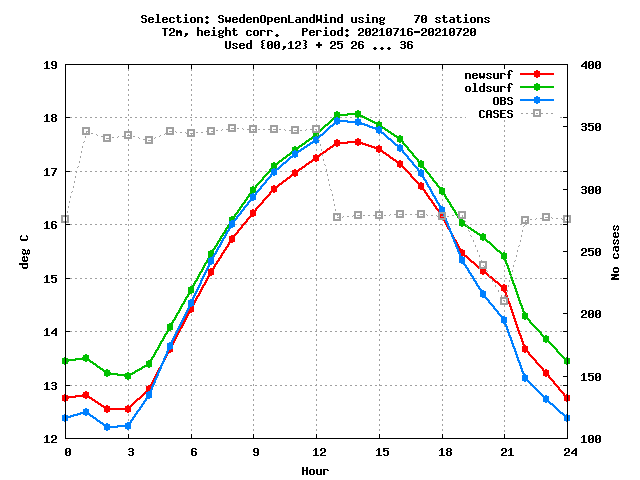 Selection: SwedenOpenLandWind using    70 stations
T2m, height corr.   Period: 20210716-20210720
Used {00,12} + 25 26 ... 36
newsurf
oldsurf
OBS
CASES
19
18
17
16
15
14
13
12
deg C
400
350
300
250
200
150
100
No cases
0 3 6 9 12 15 18 21 24
Hour